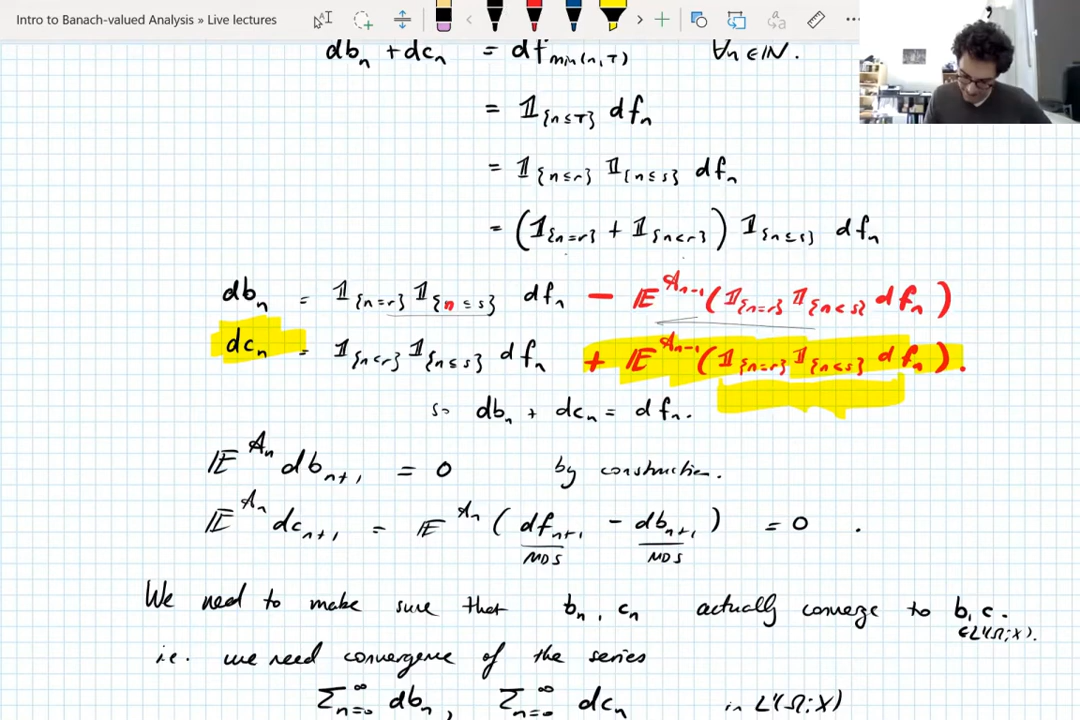 Intro to Banach-valued Analysis » Live lectures
db_n + dc_n = df_{min(n,T)} ∀n ∈ ℕ.
= 𝟙_{{n≤T}} df_n
= 𝟙_{{n≤r}} 𝟙_{{n≤s}} df_n
= (𝟙_{{n=r}} + 𝟙_{{n<r}}) 𝟙_{{n≤s}} df_n
db_n = 𝟙_{{n=r}} 𝟙_{{n≤s}} df_n − 𝔼^{A_{n-1}}(𝟙_{{n=r}} 𝟙_{{n≤s}} df_n)
dc_n = 𝟙_{{n<r}} 𝟙_{{n≤s}} df_n + 𝔼^{A_{n-1}}(𝟙_{{n=r}} 𝟙_{{n≤s}} df_n).
so db_n + dc_n = df_n.
𝔼^{A_n} db_{n+1} = 0 by construction.
𝔼^{A_n} dc_{n+1} = 𝔼^{A_n} (df_{n+1} − db_{n+1}) = 0 .
MDS MDS
We need to make sure that b_n, c_n actually converge to b, c.
∈L¹(Ω;X).
i.e. we need convergence of the series
Σ_{n=0}^∞ db_n, Σ_{n=0}^∞ dc_n in L¹(Ω;X)